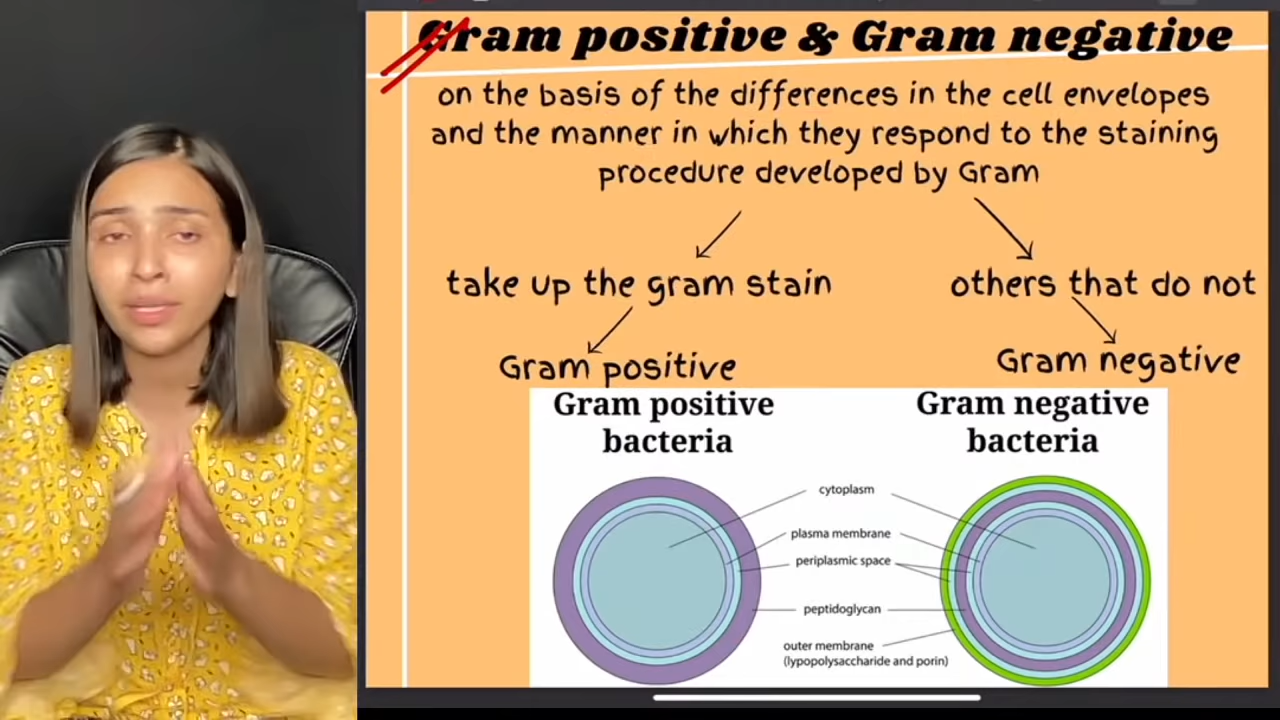 Gram positive & Gram negative
on the basis of the differences in the cell envelopes
and the manner in which they respond to the staining
procedure developed by Gram
take up the gram stain
others that do not
Gram positive
Gram negative
Gram positive
bacteria
Gram negative
bacteria
cytoplasm
plasma membrane
periplasmic space
peptidoglycan
outer membrane
(lypopolysaccharide and porin)